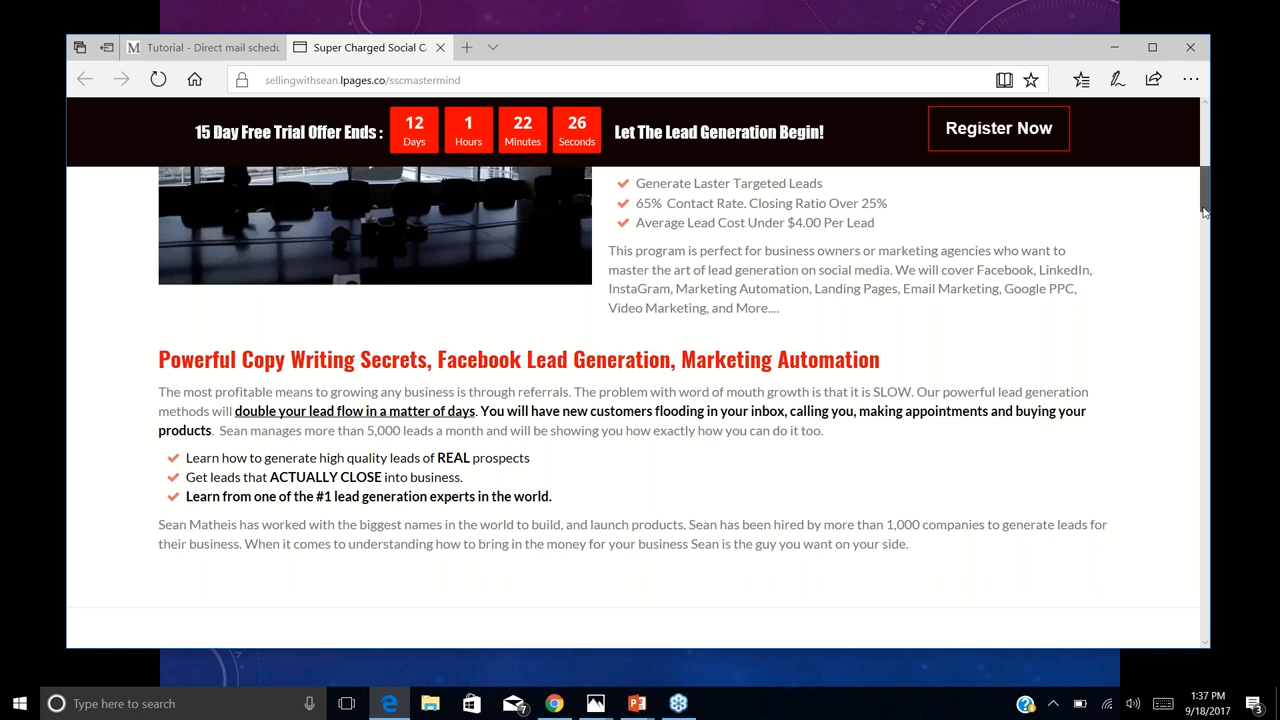 Tutorial - Direct mail schedu
Super Charged Social C
sellingwithsean.lpages.co/sscmastermind
15 Day Free Trial Offer Ends :
12 Days
1 Hours
22 Minutes
26 Seconds
Let The Lead Generation Begin!
Register Now
Generate Laster Targeted Leads
65% Contact Rate. Closing Ratio Over 25%
Average Lead Cost Under $4.00 Per Lead
This program is perfect for business owners or marketing agencies who want to
master the art of lead generation on social media. We will cover Facebook, LinkedIn,
InstaGram, Marketing Automation, Landing Pages, Email Marketing, Google PPC,
Video Marketing, and More....
Powerful Copy Writing Secrets, Facebook Lead Generation, Marketing Automation
The most profitable means to growing any business is through referrals. The problem with word of mouth growth is that it is SLOW. Our powerful lead generation
methods will double your lead flow in a matter of days. You will have new customers flooding in your inbox, calling you, making appointments and buying your
products. Sean manages more than 5,000 leads a month and will be showing you how exactly how you can do it too.
Learn how to generate high quality leads of REAL prospects
Get leads that ACTUALLY CLOSE into business.
Learn from one of the #1 lead generation experts in the world.
Sean Matheis has worked with the biggest names in the world to build, and launch products. Sean has been hired by more than 1,000 companies to generate leads for
their business. When it comes to understanding how to bring in the money for your business Sean is the guy you want on your side.
Type here to search
7
1:37 PM
9/18/2017
3